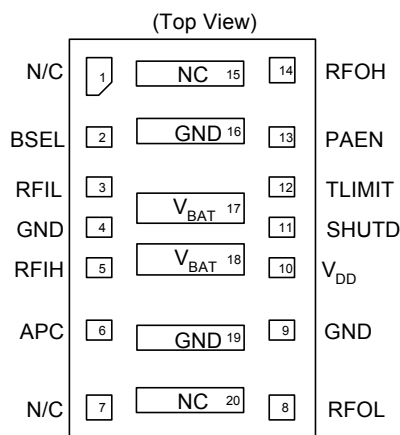 (Top View)
N/C 1 NC 15 14 RFOH
BSEL 2 GND 16 13 PAEN
RFIL 3 12 TLIMIT
VBAT 17
GND 4 11 SHUTD
RFIH 5 VBAT 18 10 VDD
APC 6 GND 19 9 GND
N/C 7 NC 20 8 RFOL